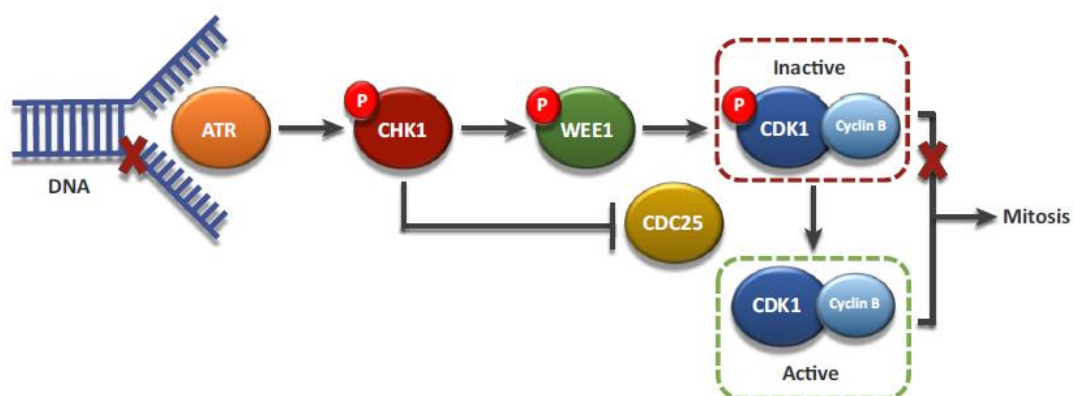 DNA
ATR
P
CHK1
P
WEE1
Inactive
P
CDK1
Cyclin B
CDC25
Mitosis
CDK1
Cyclin B
Active